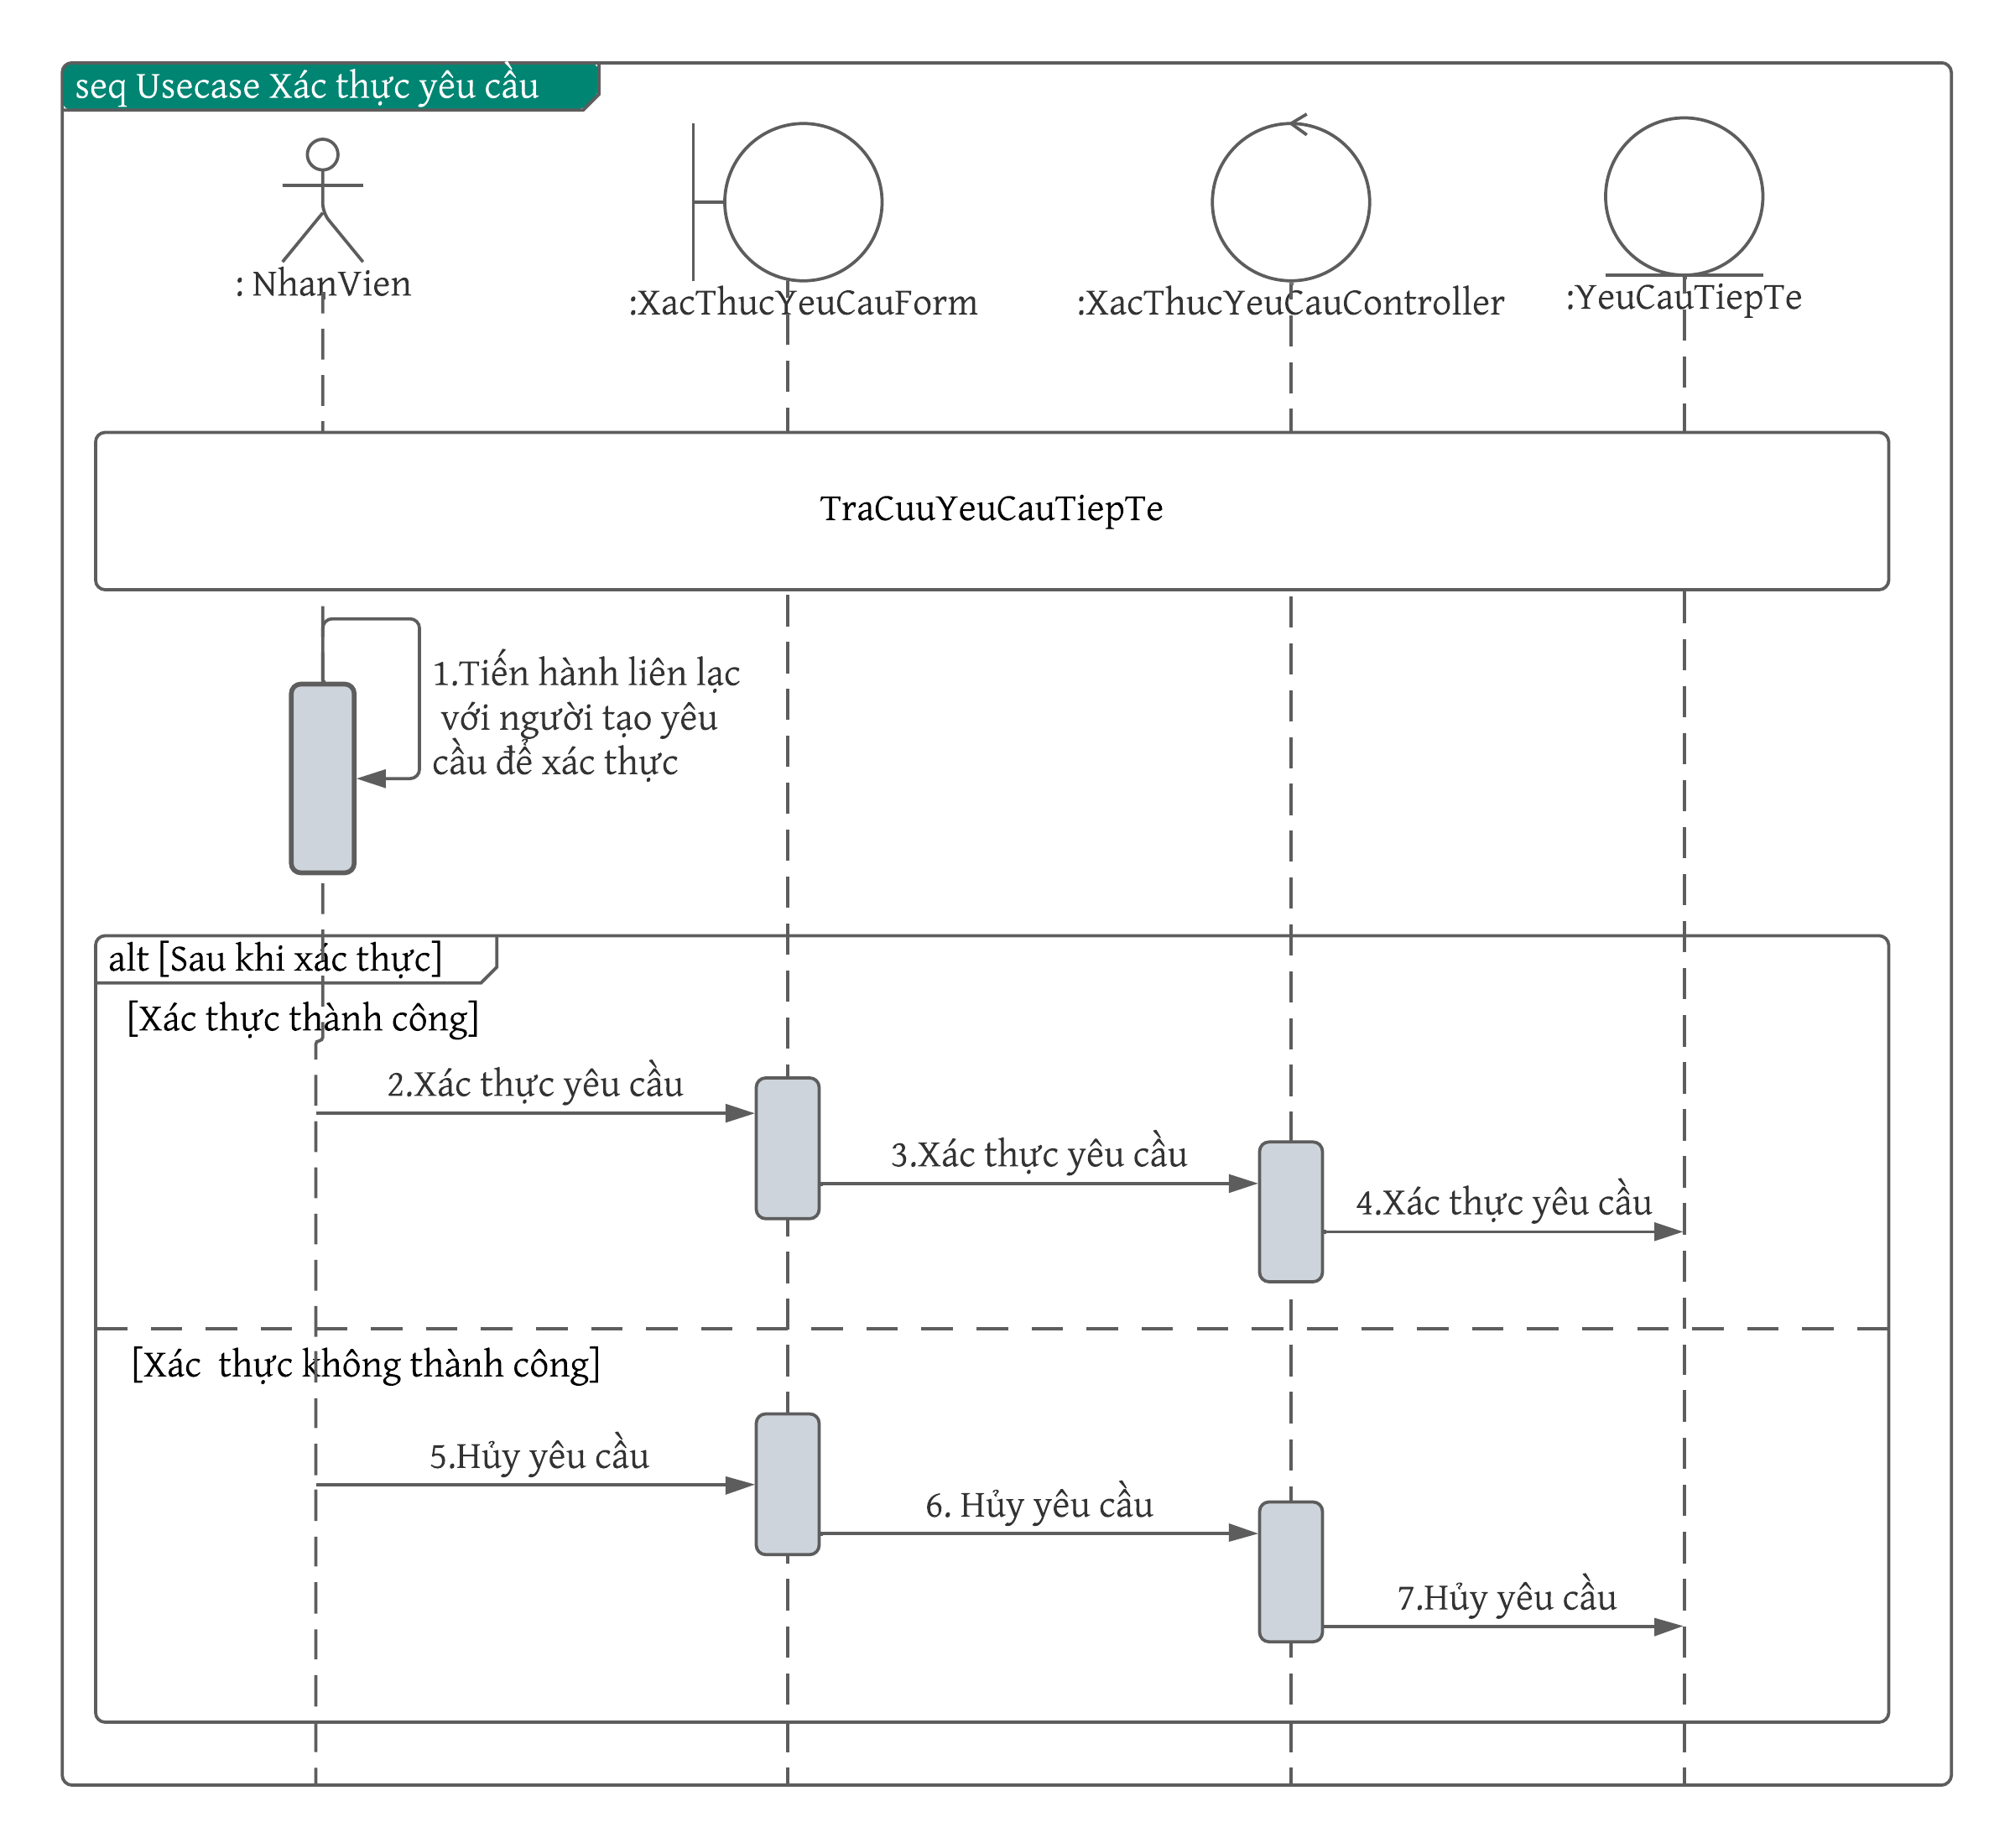 seq Usecase Xác thực yêu cầu
: NhanVien
:XacThucYeuCauForm
:XacThucYeuCauController
:YeuCauTiepTe
TraCuuYeuCauTiepTe
1.Tiến hành liên lạc
với người tạo yêu
cầu để xác thực
alt [Sau khi xác thực]
[Xác thực thành công]
2.Xác thực yêu cầu
3.Xác thực yêu cầu
4.Xác thực yêu cầu
[Xác  thực không thành công]
5.Hủy yêu cầu
6. Hủy yêu cầu
7.Hủy yêu cầu